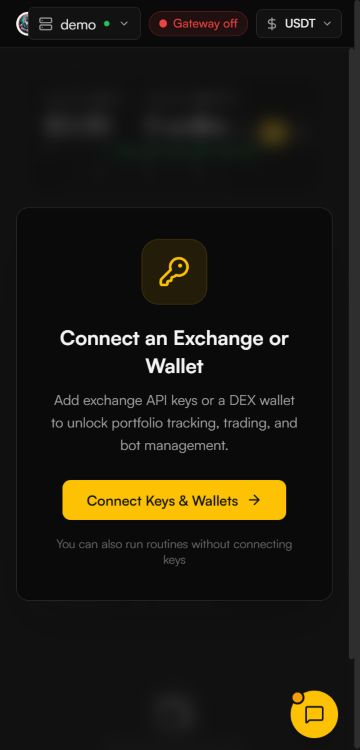 demo
Gateway off
$ USDT
Connect an Exchange or
Wallet
Add exchange API keys or a DEX wallet
to unlock portfolio tracking, trading, and
bot management.
Connect Keys & Wallets →
You can also run routines without connecting
keys